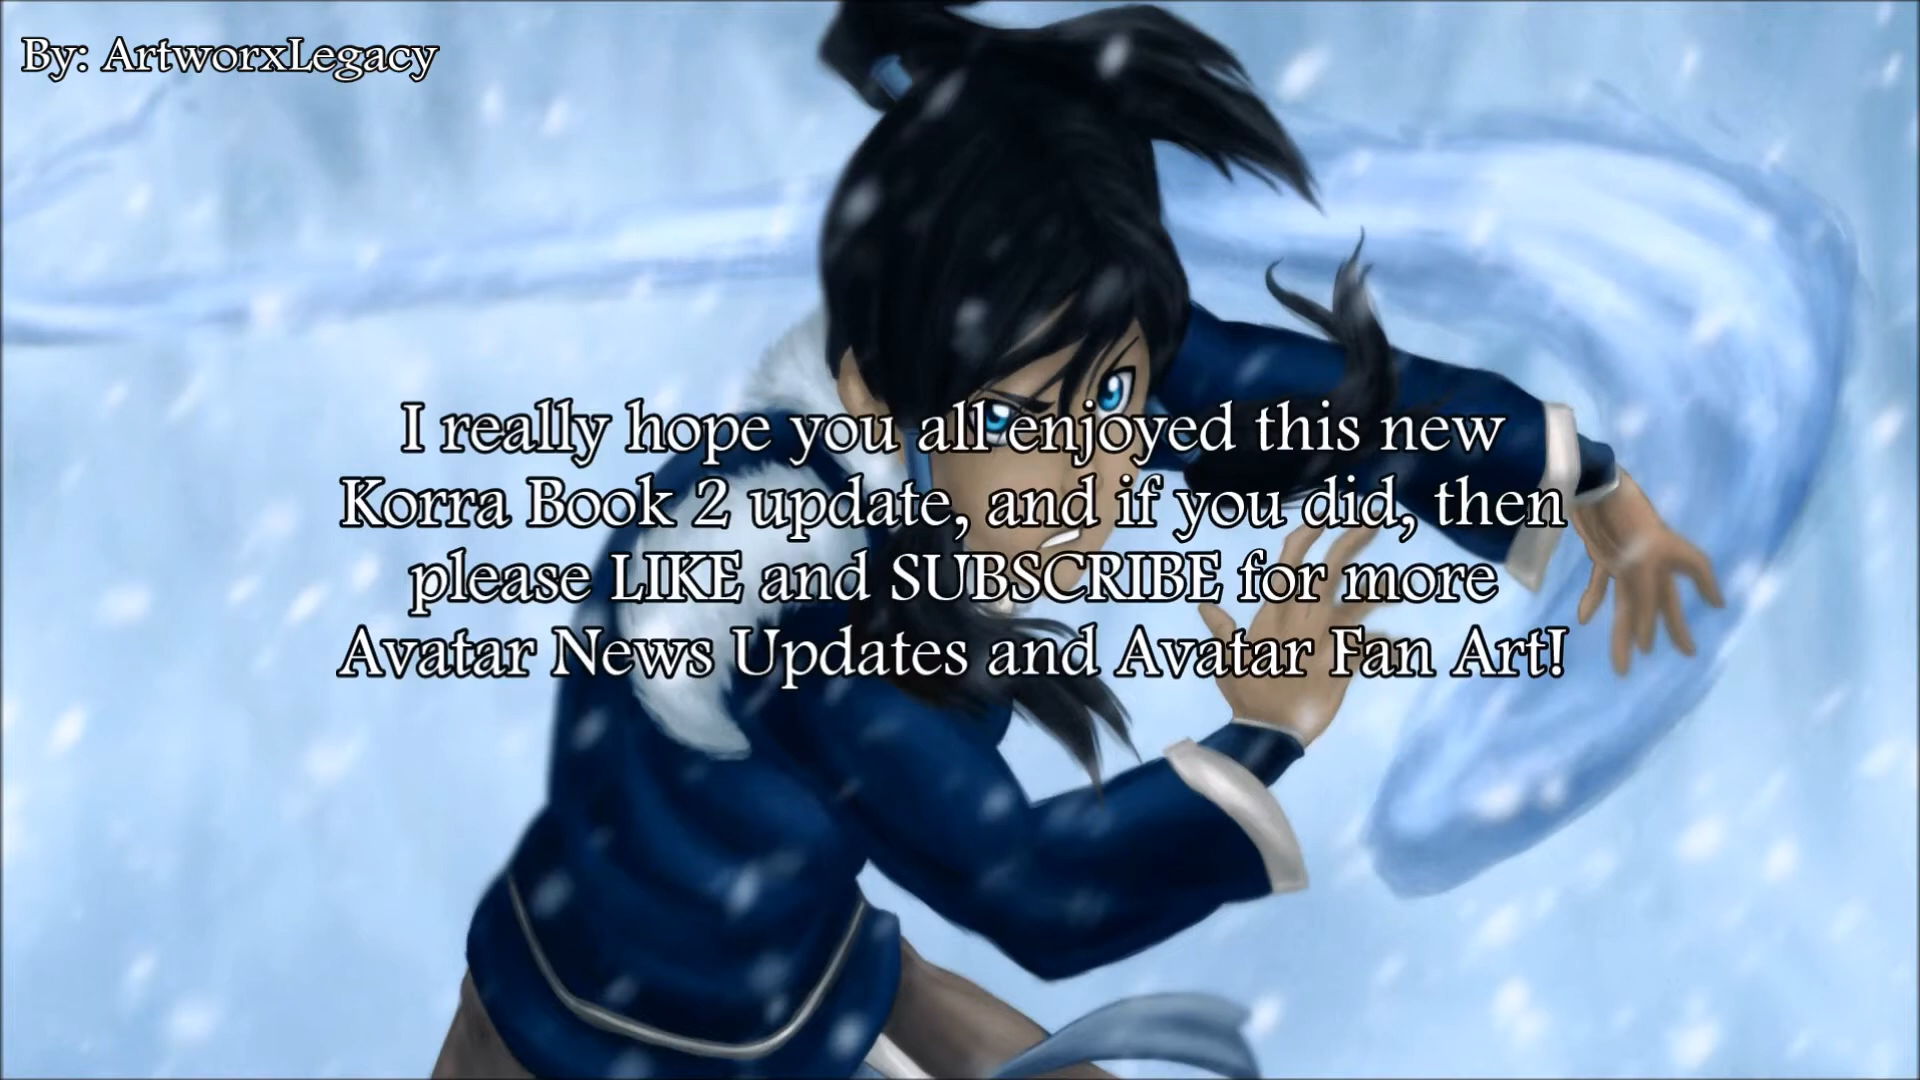 By: ArtworxLegacy
I really hope you all enjoyed this new
Korra Book 2 update, and if you did, then
please LIKE and SUBSCRIBE for more
Avatar News Updates and Avatar Fan Art!